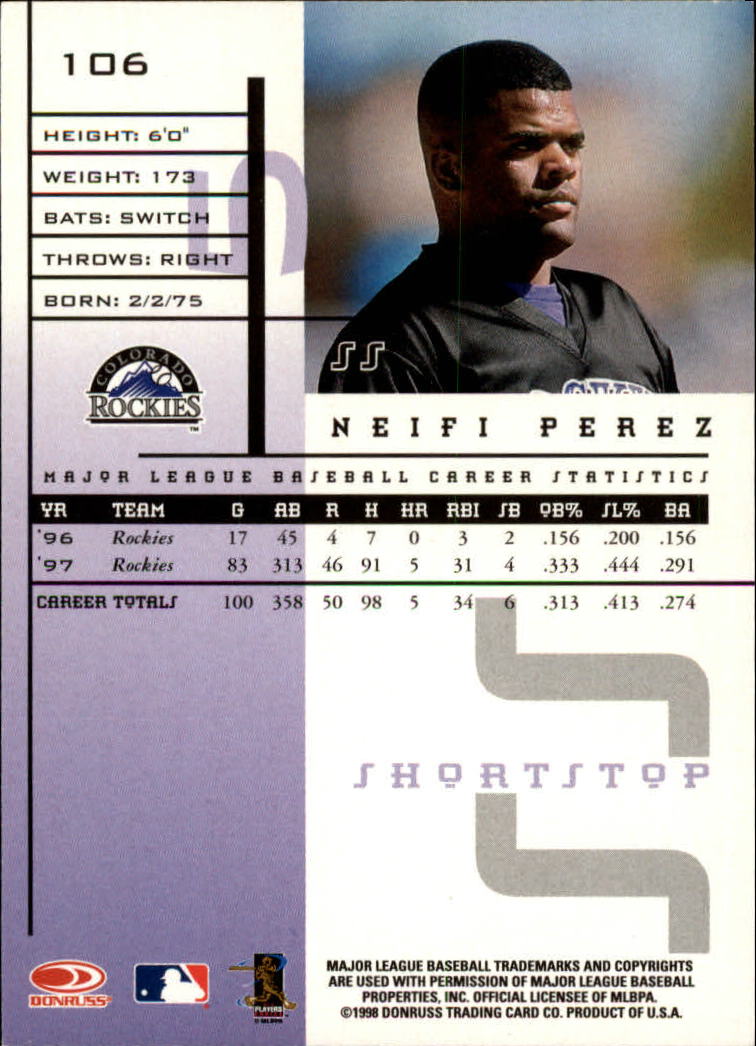 106
HEIGHT: 6'0"
WEIGHT: 173
BATS: SWITCH
THROWS: RIGHT
BORN: 2/2/75
5
COLORADO
ROCKIES
TM
SS
NEIFI PEREZ
MAJOR LEAGUE BASEBALL CAREER STATISTICS
YR TEAM G AB R H HR RBI SB OB% SL% BA
'96 Rockies 17 45 4 7 0 3 2 .156 .200 .156
'97 Rockies 83 313 46 91 5 31 4 .333 .444 .291
CAREER TOTALS 100 358 50 98 5 34 6 .313 .413 .274
S
SHORTSTOP
S
DONRUSS
PLAYERS
© MLBPA
MAJOR LEAGUE BASEBALL TRADEMARKS AND COPYRIGHTS
ARE USED WITH PERMISSION OF MAJOR LEAGUE BASEBALL
PROPERTIES, INC. OFFICIAL LICENSEE OF MLBPA.
©1998 DONRUSS TRADING CARD CO. PRODUCT OF U.S.A.